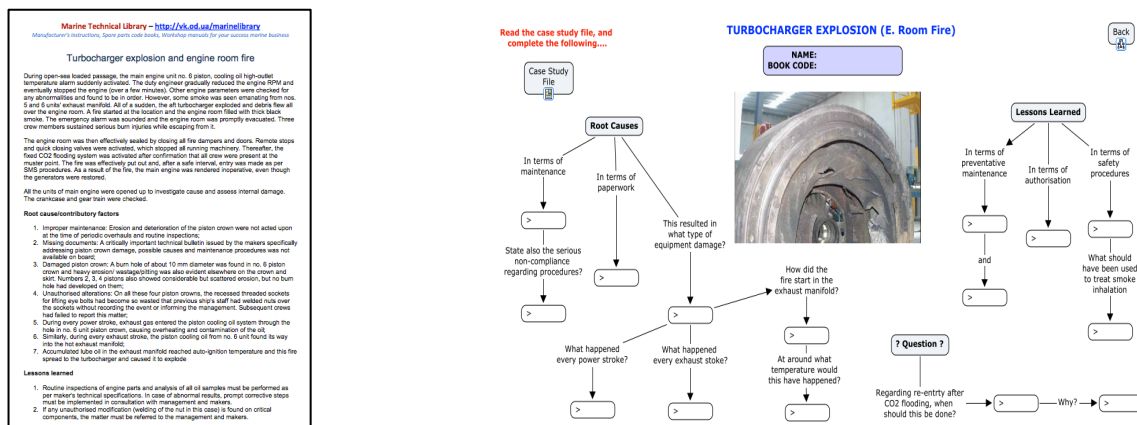 Marine Technical Library – http://vk.od.ua/marinelibrary
Manufacturer's instructions, Spare parts code books, Workshop manuals for your success marine business
Turbocharger explosion and engine room fire
During open-sea loaded passage, the main engine unit no. 6 piston, cooling oil high-outlet
temperature alarm suddenly activated. The duty engineer gradually reduced the engine RPM and
eventually stopped the engine (over a few minutes). Other engine parameters were checked for
any abnormalities and found to be in order. However, some smoke was seen emanating from nos.
5 and 6 units' exhaust manifold. All of a sudden, the aft turbocharger exploded and debris flew all
over the engine room. A fire started at the location and the engine room filled with thick black
smoke. The emergency alarm was sounded and the engine room was promptly evacuated. Three
crew members sustained serious burn injuries while escaping from it.
The engine room was then effectively sealed by closing all fire dampers and doors. Remote stops
and quick closing valves were activated, which stopped all running machinery. Thereafter, the
fixed CO2 flooding system was activated after confirmation that all crew were present at the
muster point. The fire was effectively put out and, after a safe interval, entry was made as per
SMS procedures. As a result of the fire, the main engine was rendered inoperative, even though
the generators were restored.
All the units of main engine were opened up to investigate cause and assess internal damage.
The crankcase and gear train were checked.
Root cause/contributory factors
1. Improper maintenance: Erosion and deterioration of the piston crown were not acted upon
at the time of periodic overhauls and routine inspections;
2. Missing documents: A critically important technical bulletin issued by the makers specifically
addressing piston crown damage, possible causes and maintenance procedures was not
available on board;
3. Damaged piston crown: A burn hole of about 10 mm diameter was found in no. 6 piston
crown and heavy erosion/ wastage/pitting was also evident elsewhere on the crown and
skirt. Numbers 2, 3, 4 pistons also showed considerable but scattered erosion, but no burn
hole had developed on them;
4. Unauthorised alterations: On all these four pistons, the recessed threaded sockets
for lifting eye bolts had become so wasted that previous ship's staff had welded nuts over
the sockets without recording the event or informing the management. Subsequent crews
had failed to report this matter;
5. During every power stroke, exhaust gas entered the piston cooling oil system through the
hole in no. 6 unit piston crown, causing overheating and contamination of the oil;
6. Similarly, during every exhaust stroke, the piston cooling oil from no. 6 unit found its way
into the hot exhaust manifold;
7. Accumulated lube oil in the exhaust manifold reached auto-ignition temperature and this fire
spread to the turbocharger and caused it to explode
Lessons learned
1. Routine inspections of engine parts and analysis of all oil samples must be performed as
per maker's technical specifications. In case of abnormal results, prompt corrective steps
must be implemented in consultation with management and makers.
2. If any unauthorised modification (welding of the nut in this case) is found on critical
components, the matter must be referred to the management and makers.
Read the case study file, and
complete the following....
TURBOCHARGER EXPLOSION (E. Room Fire)
Back
NAME:
BOOK CODE:
Case Study
File
Root Causes
In terms of
maintenance
>
State also the serious
non-compliance
regarding procedures?
>
In terms of
paperwork
>
This resulted in
what type of
equipment damage?
>
What happened
every power stroke?
>
What happened
every exhaust stoke?
>
How did the
fire start in the
exhaust manifold?
>
At around what
temperature would
this have happened?
>
Lessons Learned
In terms of
preventative
maintenance
>
and
>
In terms of
authorisation
>
In terms of
safety
procedures
>
What should
have been used
to treat smoke
inhalation
>
? Question ?
Regarding re-entrty after
CO2 flooding, when
should this be done?
>
Why?
>